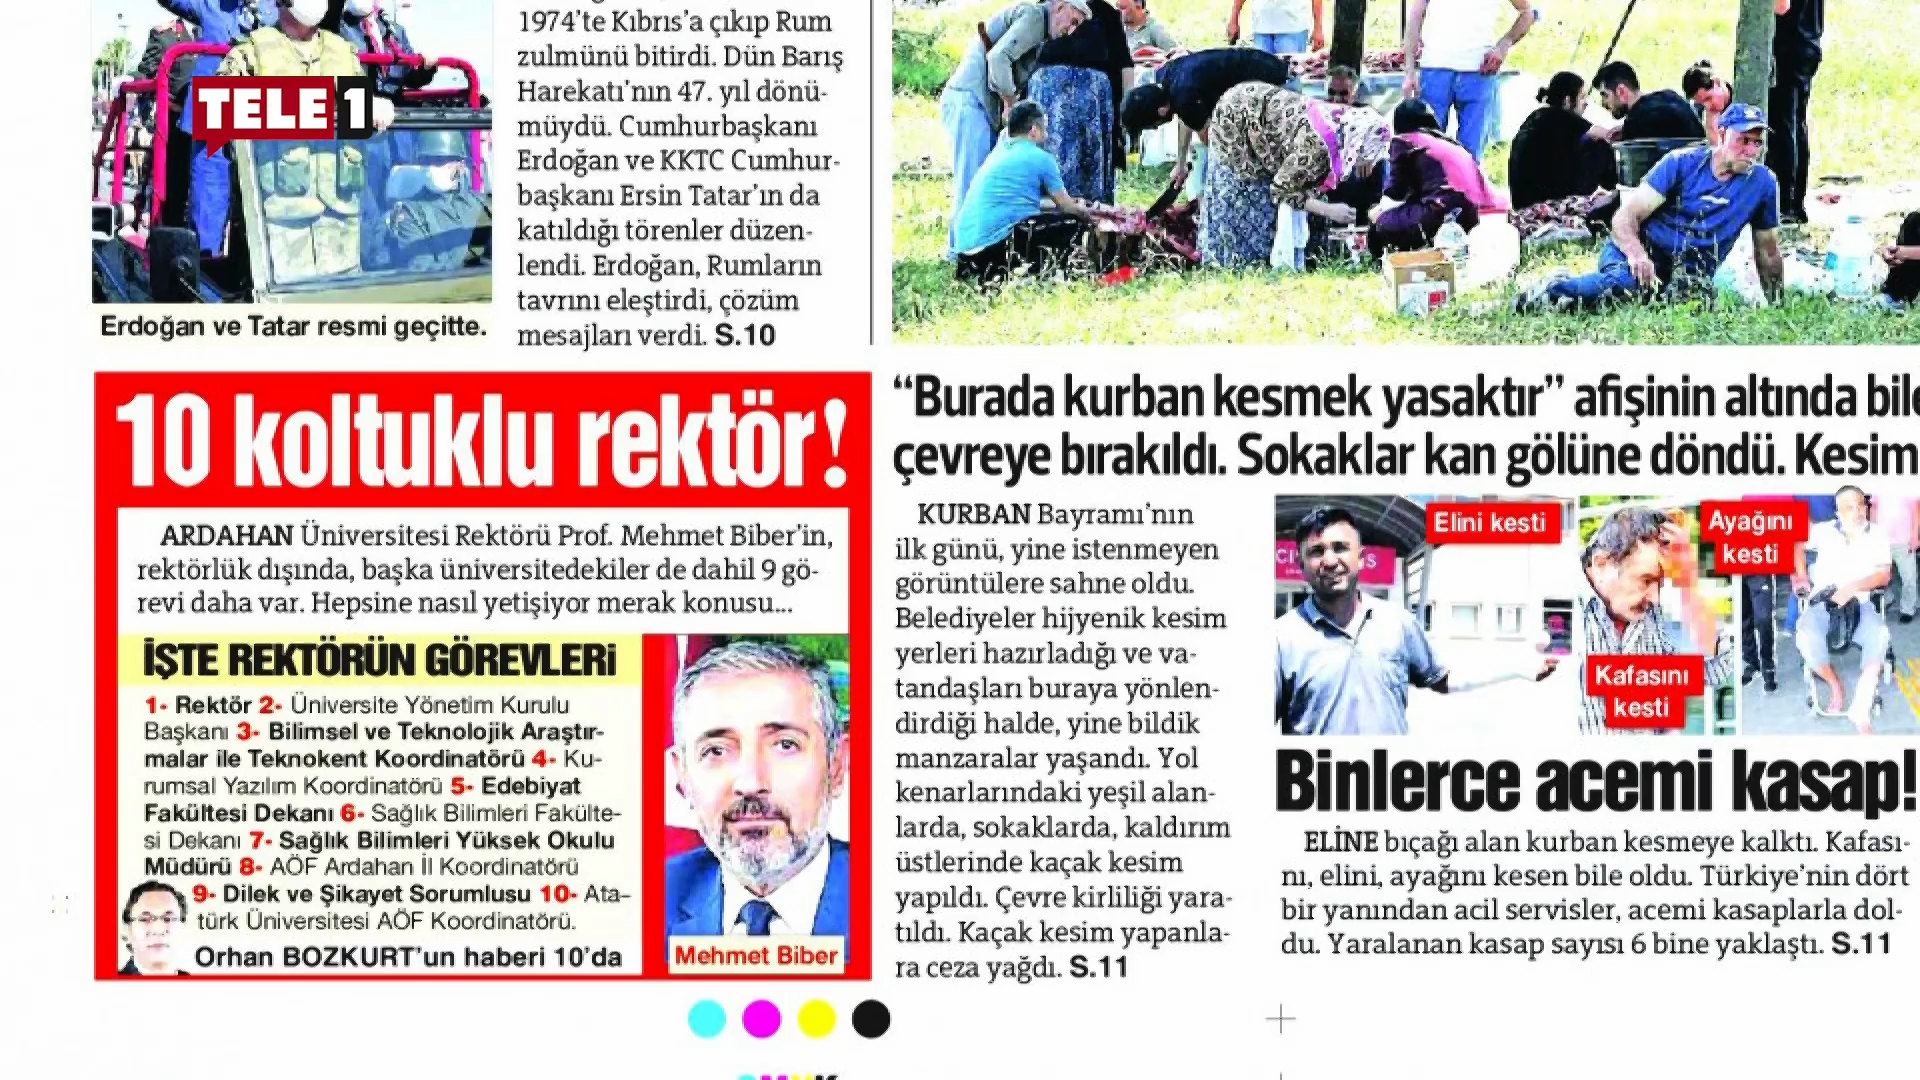 TELE 1
1974'te Kıbrıs'a çıkıp Rum
zulmünü bitirdi. Dün Barış
Harekatı'nın 47. yıl dönü-
müydü. Cumhurbaşkanı
Erdoğan ve KKTC Cumhur-
başkanı Ersin Tatar'ın da
katıldığı törenler düzen-
lendi. Erdoğan, Rumların
tavrını eleştirdi, çözüm
mesajları verdi. S.10
Erdoğan ve Tatar resmi geçitte.
10 koltuklu rektör!
ARDAHAN Üniversitesi Rektörü Prof. Mehmet Biber'in,
rektörlük dışında, başka üniversitedekiler de dahil 9 gö-
revi daha var. Hepsine nasıl yetişiyor merak konusu...
İŞTE REKTÖRÜN GÖREVLERİ
1- Rektör 2- Üniversite Yönetim Kurulu
Başkanı 3- Bilimsel ve Teknolojik Araştır-
malar ile Teknokent Koordinatörü 4- Ku-
rumsal Yazılım Koordinatörü 5- Edebiyat
Fakültesi Dekanı 6- Sağlık Bilimleri Fakülte-
si Dekanı 7- Sağlık Bilimleri Yüksek Okulu
Müdürü 8- AÖF Ardahan İl Koordinatörü
9- Dilek ve Şikayet Sorumlusu 10- Ata-
türk Üniversitesi AÖF Koordinatörü.
Orhan BOZKURT'un haberi 10'da
Mehmet Biber
"Burada kurban kesmek yasaktır" afişinin altında bile
çevreye bırakıldı. Sokaklar kan gölüne döndü. Kesim
KURBAN Bayramı'nın
ilk günü, yine istenmeyen
görüntülere sahne oldu.
Belediyeler hijyenik kesim
yerleri hazırladığı ve va-
tandaşları buraya yönlen-
dirdiği halde, yine bildik
manzaralar yaşandı. Yol
kenarlarındaki yeşil alan-
larda, sokaklarda, kaldırım
üstlerinde kaçak kesim
yapıldı. Çevre kirliliği yara-
tıldı. Kaçak kesim yapanla-
ra ceza yağdı. S.11
Elini kesti
Kafasını
kesti
Ayağını
kesti
Binlerce acemi kasap!
ELİNE bıçağı alan kurban kesmeye kalktı. Kafası-
nı, elini, ayağını kesen bile oldu. Türkiye'nin dört
bir yanından acil servisler, acemi kasaplarla dol-
du. Yaralanan kasap sayısı 6 bine yaklaştı. S.11